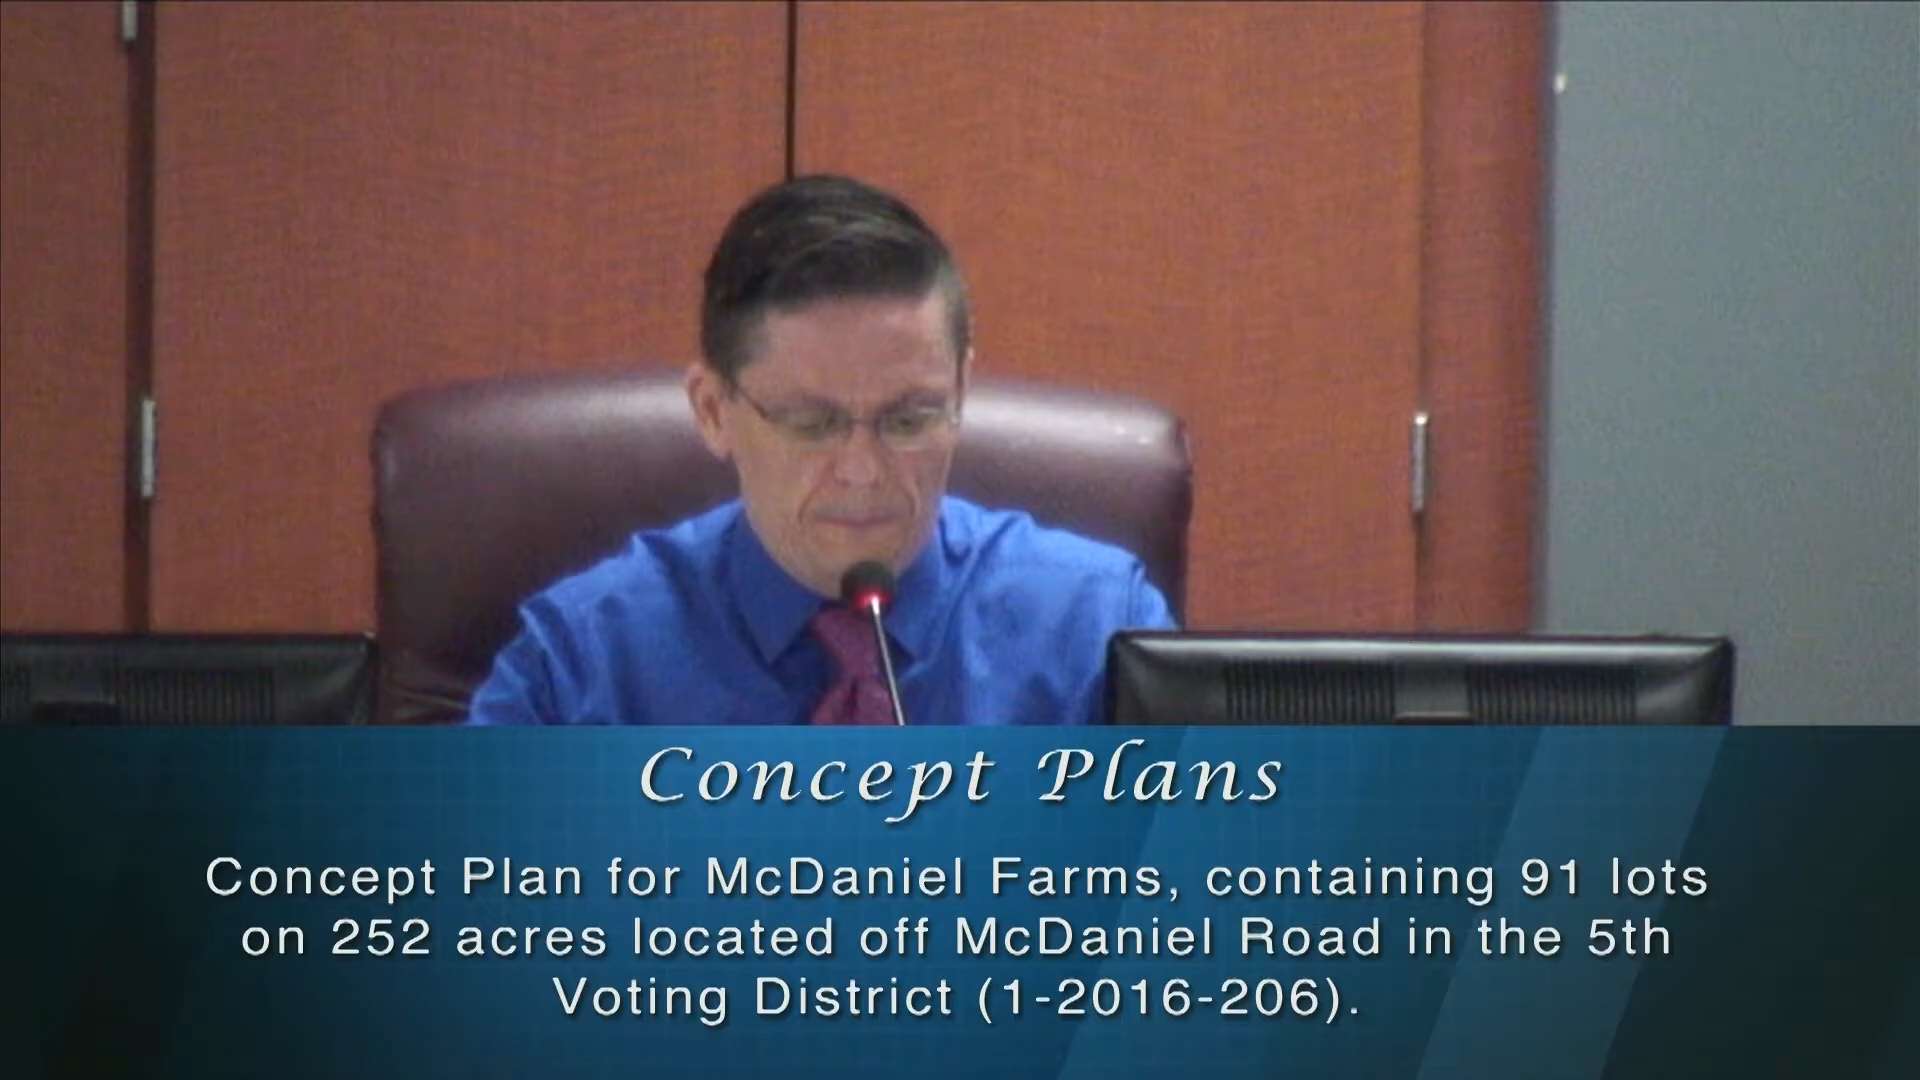 Concept Plans
Concept Plan for McDaniel Farms, containing 91 lots
on 252 acres located off McDaniel Road in the 5th
Voting District (1-2016-206).